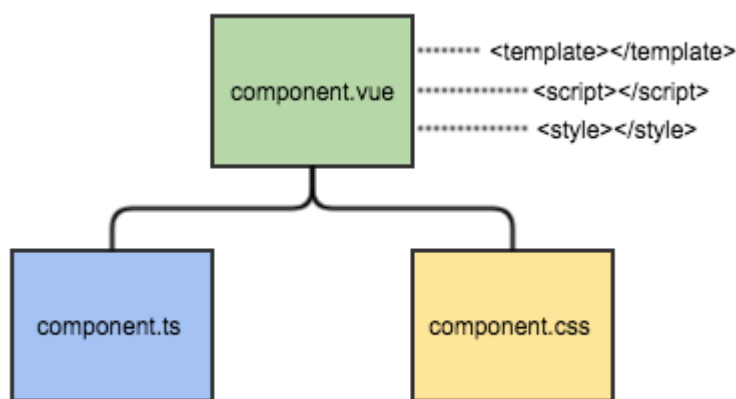 <template></template>
component.vue
<script></script>
<style></style>
component.ts
component.css